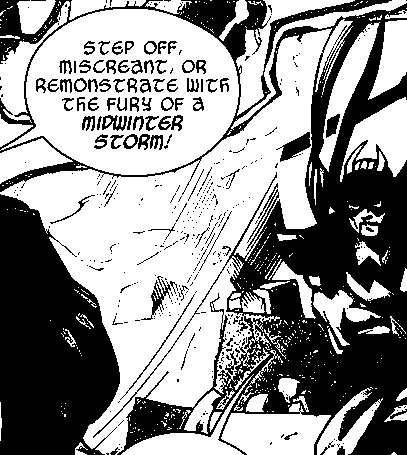 STEP OFF,
MISCREANT, OR
REMONSTRATE WITH
THE FURY OF A
MIDWINTER
STORM!